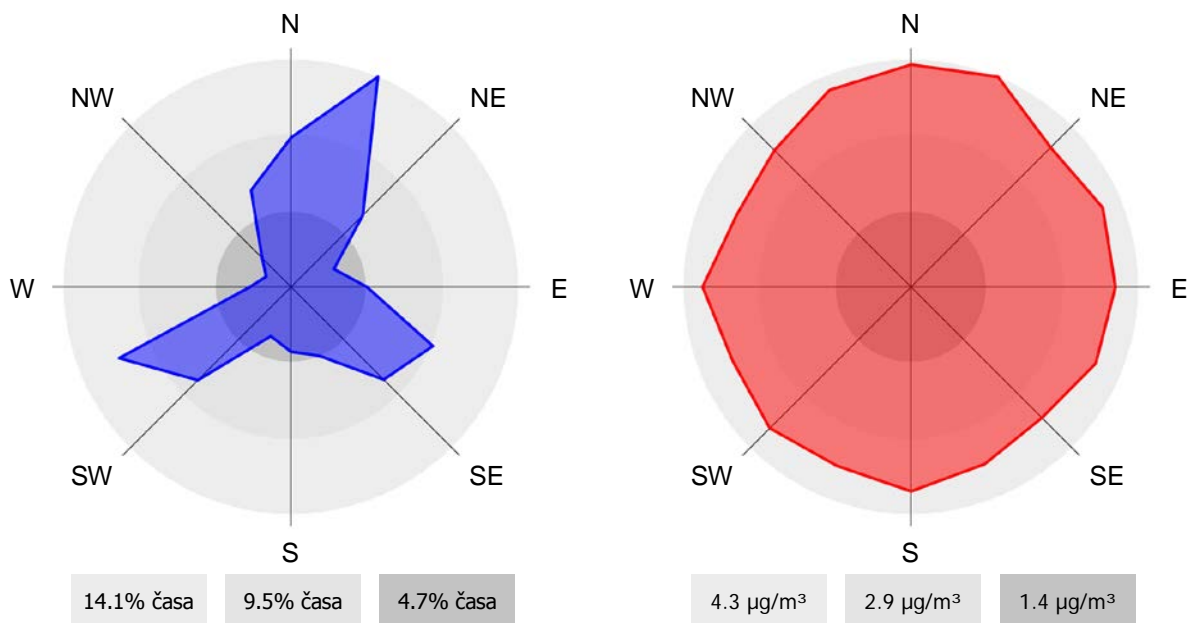 N
NW
NE
W
E
SW
SE
S
14.1% časa
9.5% časa
4.7% časa
N
NW
NE
W
E
SW
SE
S
4.3 µg/m³
2.9 µg/m³
1.4 µg/m³